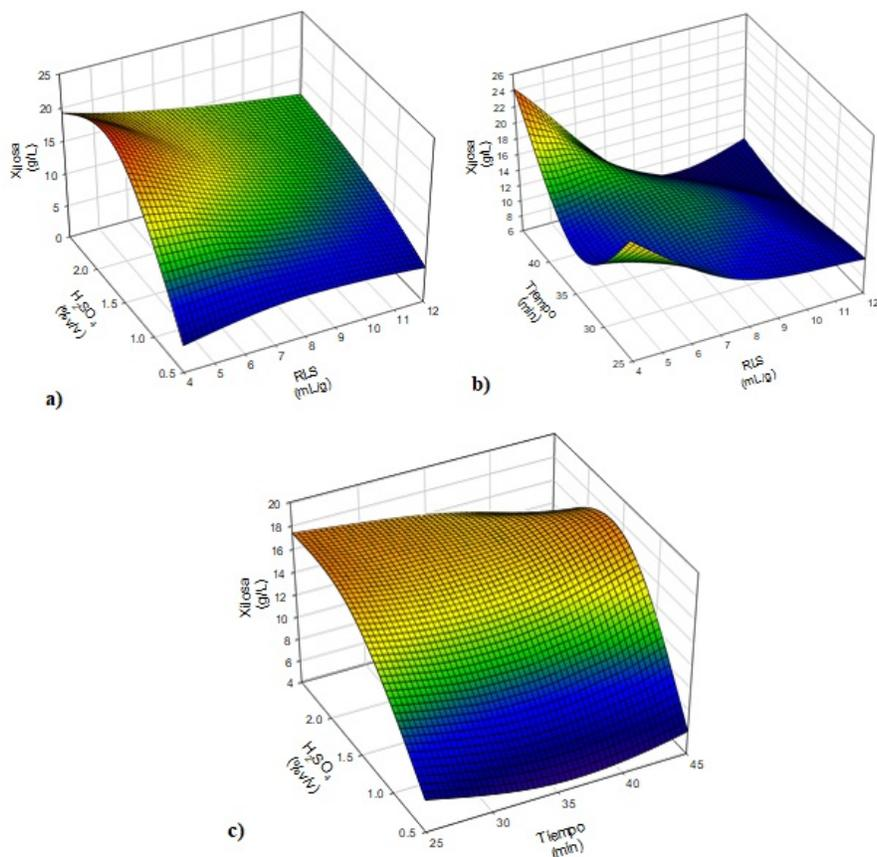 25
20
15
10
5
0
Xilosa
(g/L)
2.0
1.5
1.0
0.5
H2SO4
(%v/v)
4
5
6
7
8
9
10
11
12
RLS
(mL/g)
a)
26
24
22
20
18
16
14
12
10
8
6
Xilosa
(g/L)
40
35
30
25
Tiempo
(min)
4
5
6
7
8
9
10
11
12
RLS
(mL/g)
b)
20
18
16
14
12
10
8
6
4
Xilosa
(g/L)
2.0
1.5
1.0
0.5
H2SO4
(%v/v)
25
30
35
40
45
Tiempo
(min)
c)